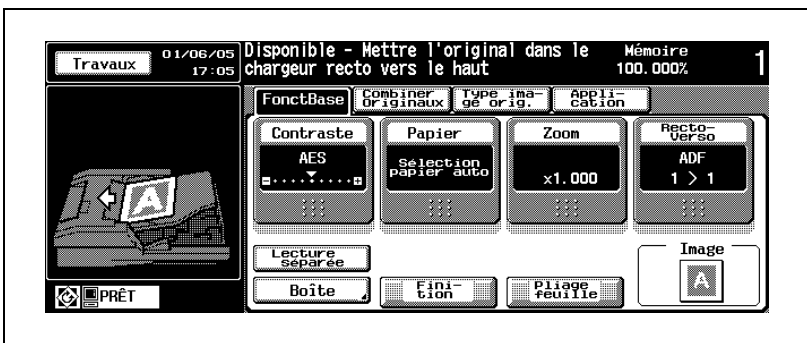 Travaux
01/06/05
17:05
Disponible - Mettre l'original dans le
chargeur recto vers le haut
Mémoire
100.000%
1
FonctBase
Combiner
Originaux
Type ima-
ge orig.
Appli-
cation
Contraste
AES
Papier
Sélection
papier auto
Zoom
x1.000
Recto-
Verso
ADF
1 > 1
Lecture
séparée
Boîte
Fini-
tion
Pliage
feuille
Image
A
A
PRÊT